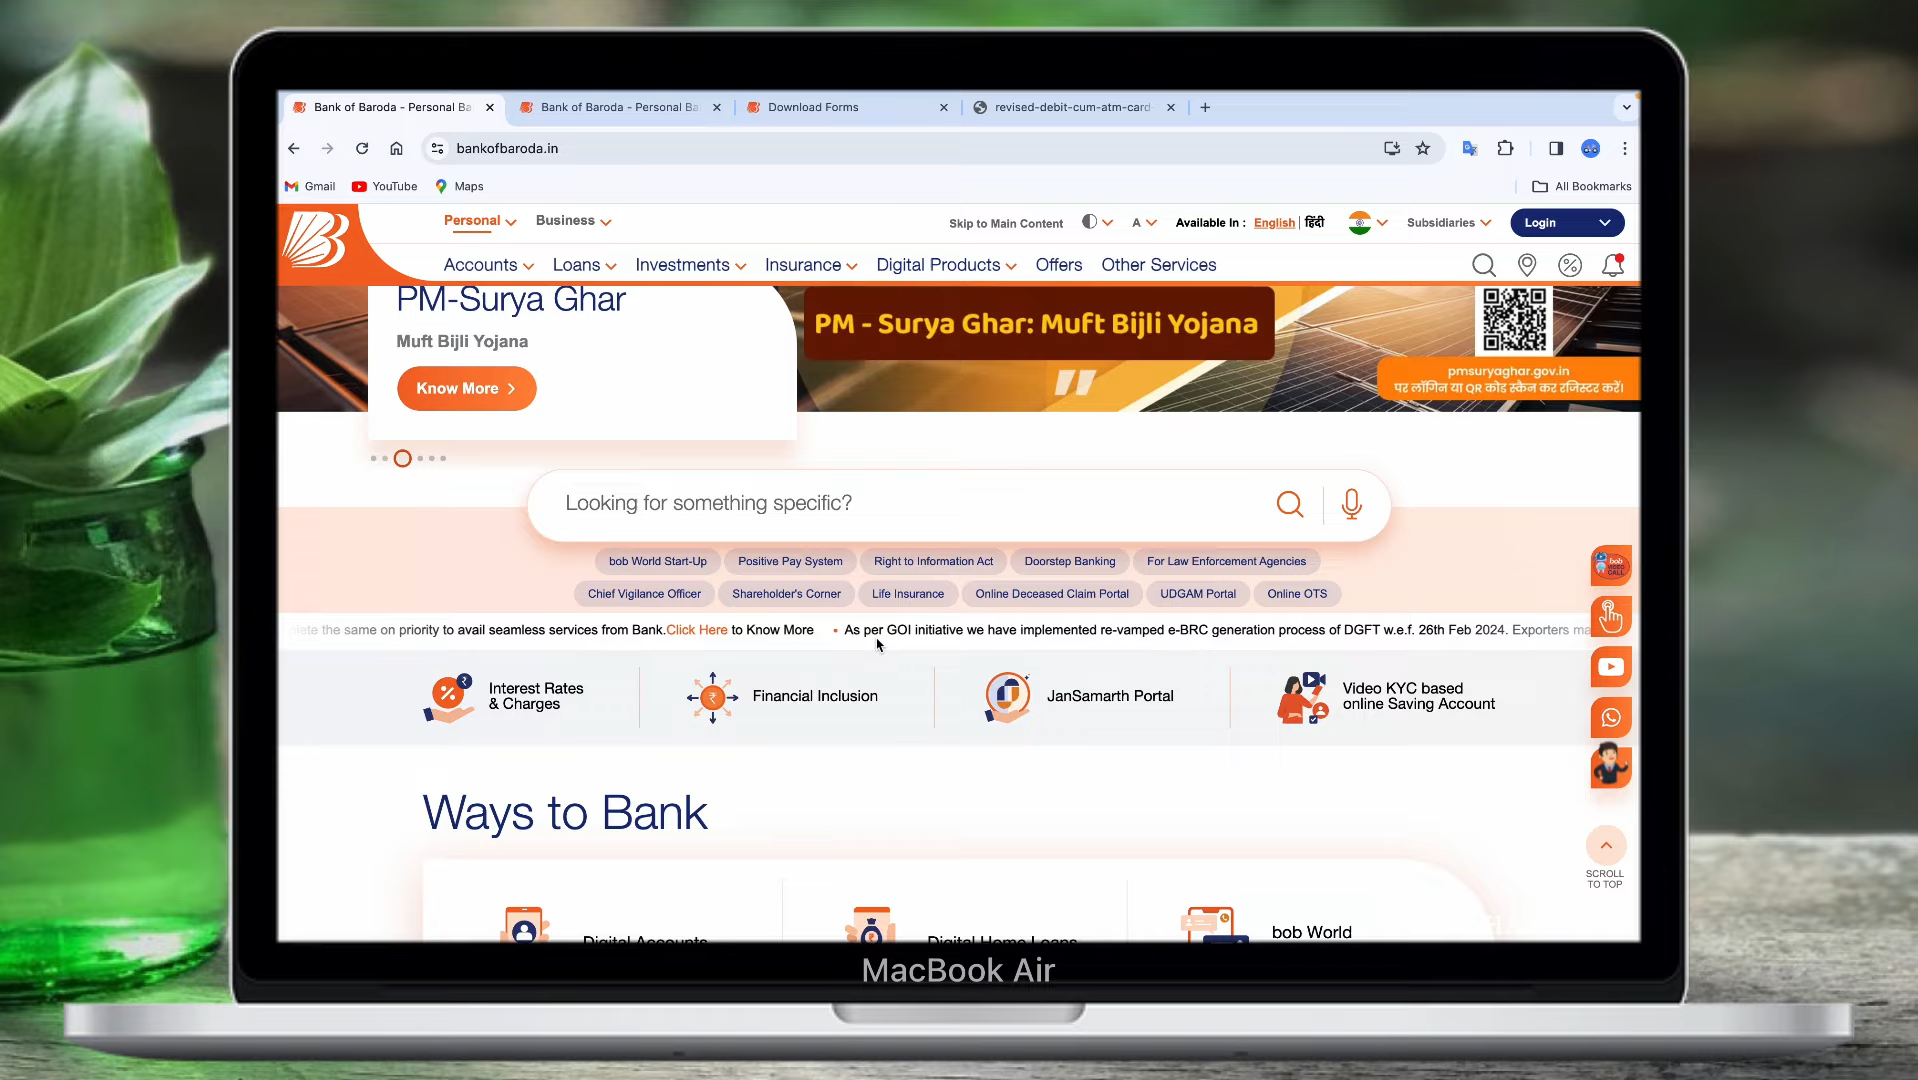 Bank of Baroda - Personal Ba
Bank of Baroda - Personal Ba
Download Forms
revised-debit-cum-atm-card-
bankofbaroda.in
Gmail
YouTube
Maps
All Bookmarks
Personal
Business
Skip to Main Content
A
Available In :
English | हिंदी
Subsidiaries
Login
Accounts
Loans
Investments
Insurance
Digital Products
Offers
Other Services
PM-Surya Ghar
Muft Bijli Yojana
Know More
PM - Surya Ghar: Muft Bijli Yojana
pmsuryaghar.gov.in
पर लॉगिन या QR कोड स्कैन कर रजिस्टर करें!
Looking for something specific?
bob World Start-Up
Positive Pay System
Right to Information Act
Doorstep Banking
For Law Enforcement Agencies
Chief Vigilance Officer
Shareholder's Corner
Life Insurance
Online Deceased Claim Portal
UDGAM Portal
Online OTS
the same on priority to avail seamless services from Bank.Click Here to Know More
As per GOI initiative we have implemented re-vamped e-BRC generation process of DGFT w.e.f. 26th Feb 2024. Exporters
Interest Rates
& Charges
Financial Inclusion
JanSamarth Portal
Video KYC based
online Saving Account
Ways to Bank
SCROLL
TO TOP
Digital Accounts
Digital Home Loans
bob World
MacBook Air